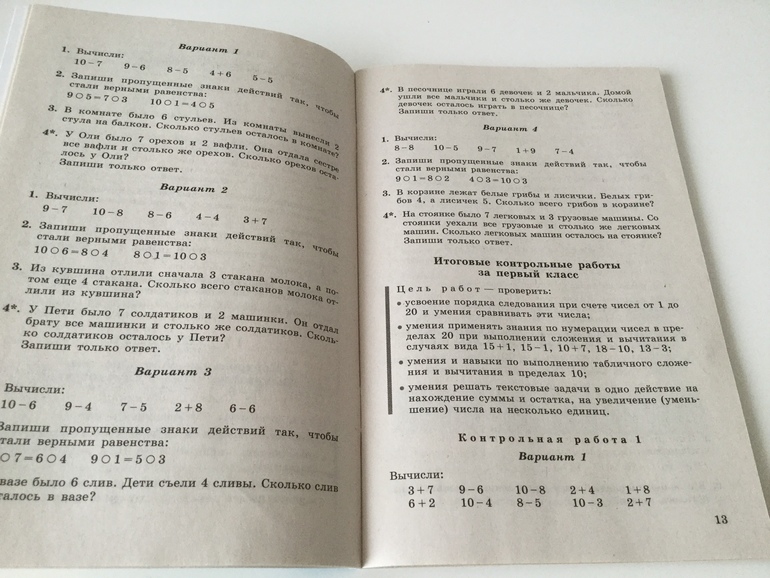 Вариант 1
1. Вычисли:
10−7 9−6 8−5 4+6 5−5
2. Запиши пропущенные знаки действий так, чтобы
стали верными равенства:
9○5=7○3 10○1=4○5
3. В комнате было 6 стульев. Из комнаты вынесли 2
стула на балкон. Сколько стульев осталось в комнате?
4*. У Оли было 7 орехов и 2 вафли. Она отдала сестре
все вафли и столько же орехов. Сколько орехов оста-
лось у Оли?
Запиши только ответ.
Вариант 2
1. Вычисли:
9−7 10−8 8−6 4−4 3+7
2. Запиши пропущенные знаки действий так, чтобы
стали верными равенства:
10○6=8○4 8○1=10○3
3. Из кувшина отлили сначала 3 стакана молока, а по-
том еще 4 стакана. Сколько всего стаканов молока от-
лили из кувшина?
4*. У Пети было 7 солдатиков и 2 машинки. Он отдал
брату все машинки и столько же солдатиков. Сколь-
ко солдатиков осталось у Пети?
Запиши только ответ.
Вариант 3
Вычисли:
10−6 9−4 7−5 2+8 6−6
Запиши пропущенные знаки действий так, чтобы
стали верными равенства:
○7=6○4 9○1=5○3
вазе было 6 слив. Дети съели 4 сливы. Сколько слив
талось в вазе?
4*. В песочнице играли 6 девочек и 2 мальчика. Домой
ушли все мальчики и столько же девочек. Сколько
девочек осталось играть в песочнице?
Запиши только ответ.
Вариант 4
1. Вычисли:
8−8 10−5 9−7 1+9 7−4
2. Запиши пропущенные знаки действий так, чтобы
стали верными равенства:
9○1=8○2 4○3=10○3
3. В корзине лежат белые грибы и лисички. Белых гри-
бов 4, а лисичек 5. Сколько всего грибов в корзине?
4*. На стоянке было 7 легковых и 3 грузовые машины. Со
стоянки уехали все грузовые и столько же легковых
машин. Сколько легковых машин осталось на стоянке?
Запиши только ответ.
Итоговые контрольные работы
за первый класс
Цель работ — проверить:
• усвоение порядка следования при счете чисел от 1 до
20 и умения сравнивать эти числа;
• умения применять знания по нумерации чисел в пре-
делах 20 при выполнении сложения и вычитания в
случаях вида 15+1, 15−1, 10+7, 18−10, 13−3;
• умения и навыки по выполнению табличного сложе-
ния и вычитания в пределах 10;
• умения решать текстовые задачи в одно действие на
нахождение суммы и остатка, на увеличение (умень-
шение) числа на несколько единиц.
Контрольная работа 1
Вариант 1
Вычисли:
3+7 9−6 10−8 2+4 1+8
6+2 10−4 8−5 10−3 2+7
13